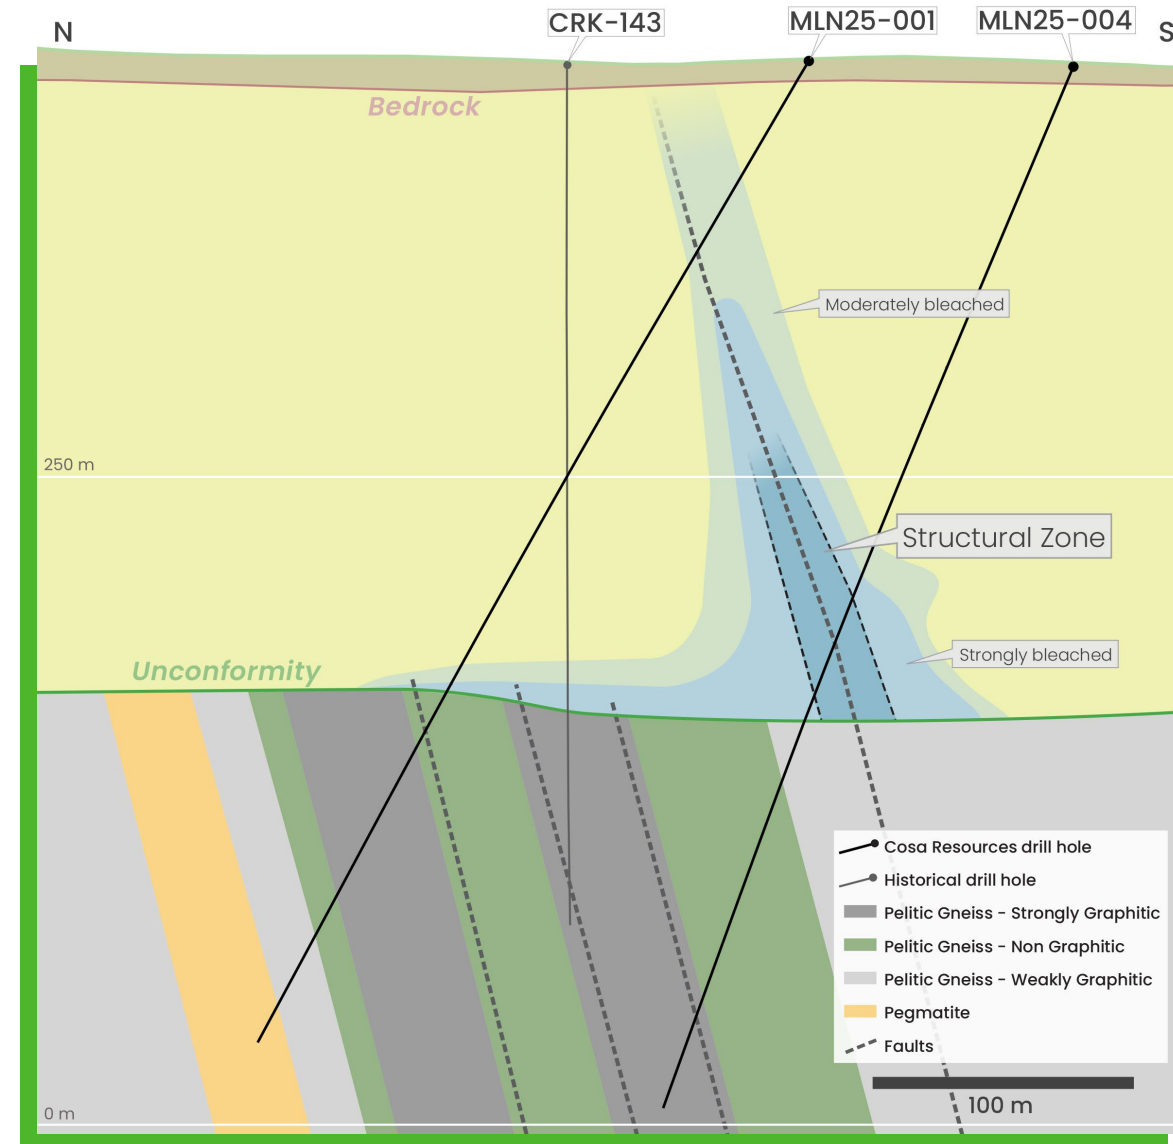 N
CRK-143
MLN25-001
MLN25-004
S
Bedrock
Moderately bleached
250 m
Structural Zone
Strongly bleached
Unconformity
Cosa Resources drill hole
Historical drill hole
Pelitic Gneiss - Strongly Graphitic
Pelitic Gneiss - Non Graphitic
Pelitic Gneiss - Weakly Graphitic
Pegmatite
Faults
100 m
0 m